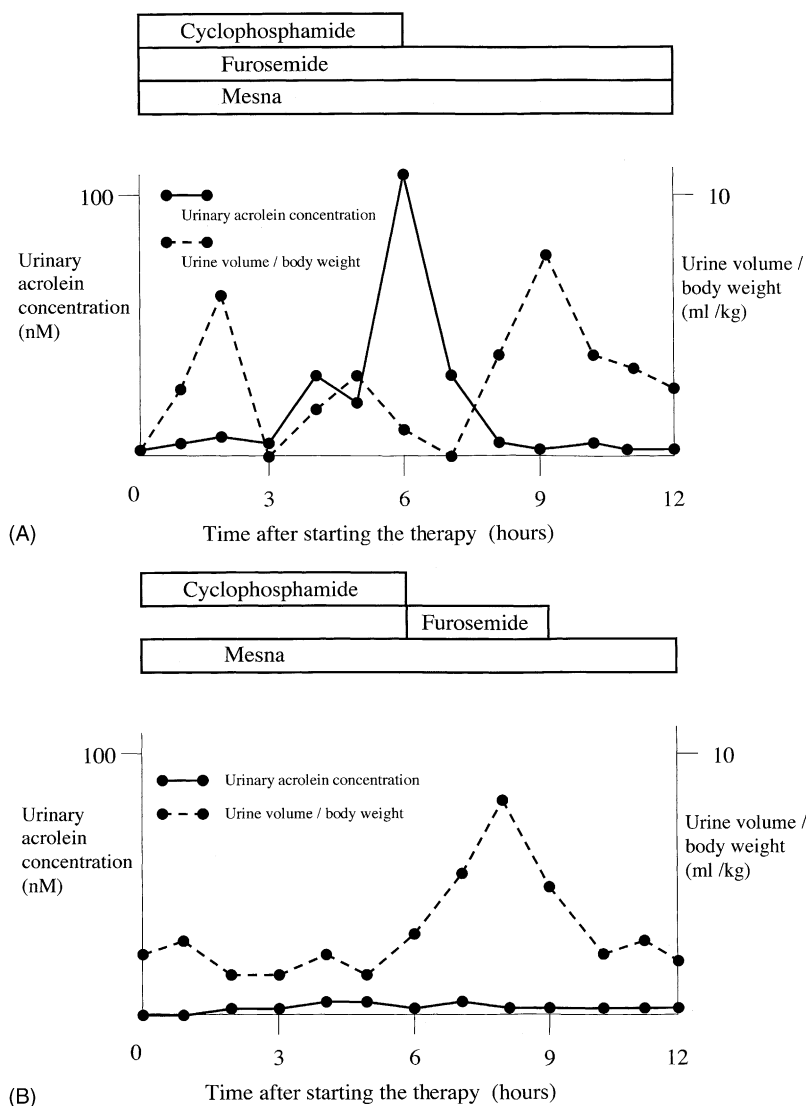 Cyclophosphamide
Furosemide
Mesna
100
10
Urinary acrolein concentration
Urine volume / body weight
Urinary
acrolein
concentration
(nM)
Urine volume /
body weight
(ml /kg)
0
3
6
9
12
(A)
Time after starting the therapy (hours)
Cyclophosphamide
Furosemide
Mesna
100
10
Urinary acrolein concentration
Urine volume / body weight
Urinary
acrolein
concentration
(nM)
Urine volume /
body weight
(ml /kg)
0
3
6
9
12
(B)
Time after starting the therapy (hours)